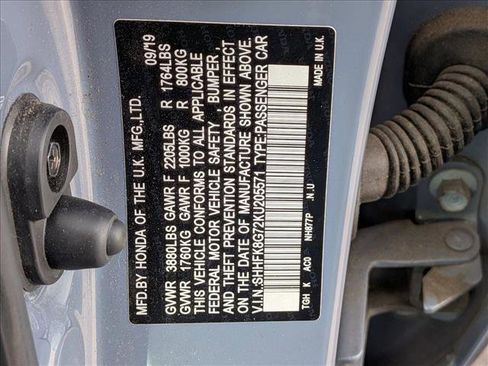 MFD.BY HONDA OF THE U.K. MFG.,LTD. 09/19
GVWR 3880LBS GAWR F 2205LBS R 1764LBS
GVWR 1760KG GAWR F 1000KG R 800KG
THIS VEHICLE CONFORMS TO ALL APPLICABLE
FEDERAL MOTOR VEHICLE SAFETY , BUMPER,
AND THEFT PREVENTION STANDARDS IN EFFECT
ON THE DATE OF MANUFACTURE SHOWN ABOVE.
V.I.N.:SHHFK8G72KU205571 TYPE:PASSENGER CAR
TGH K AC0 NH877P .N.U MADE IN U.K.